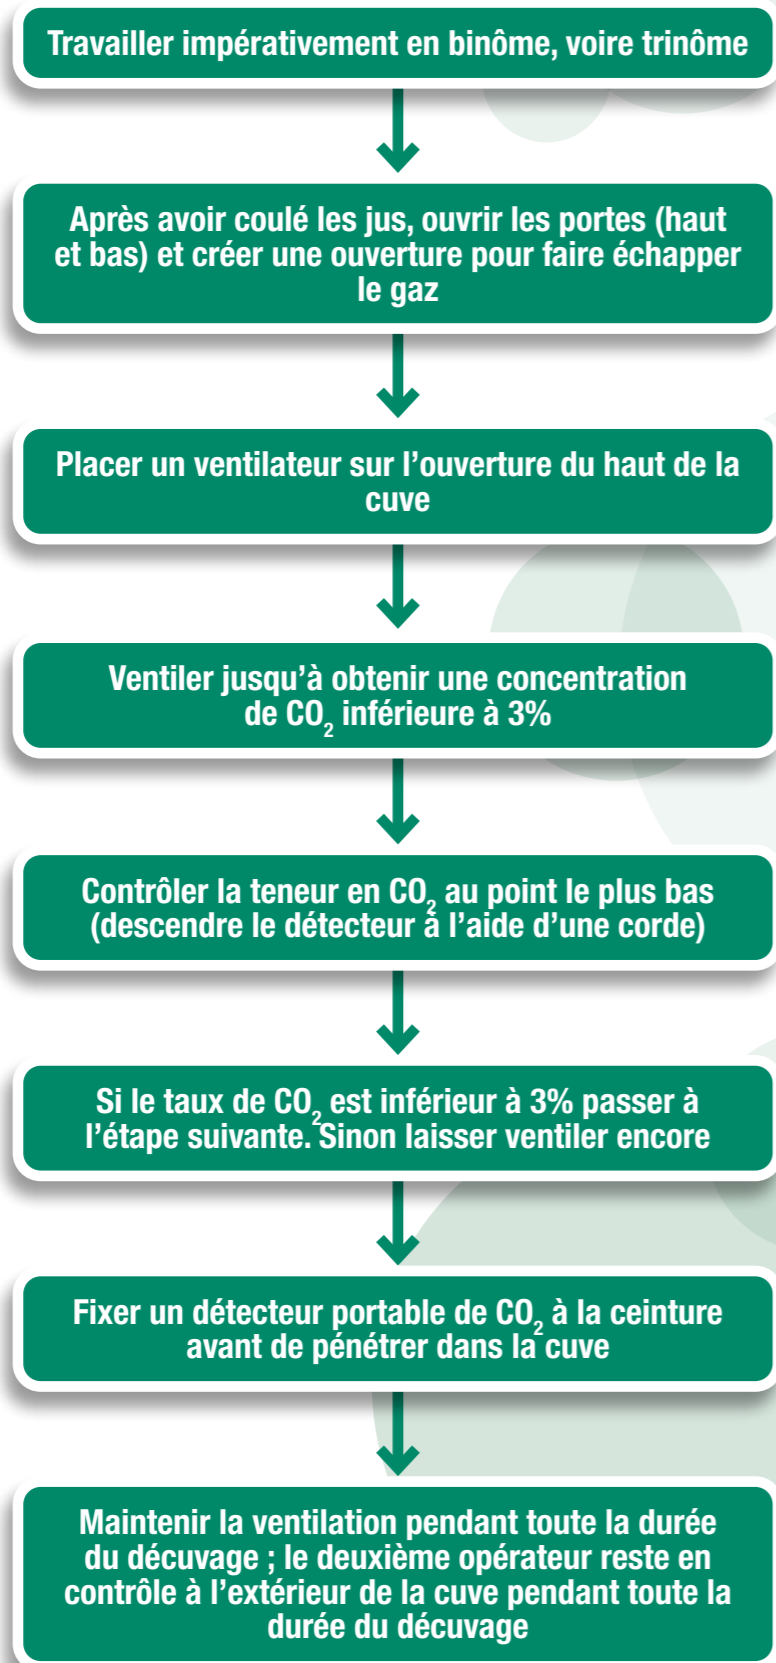 Travailler impérativement en binôme, voire trinôme
Après avoir coulé les jus, ouvrir les portes (haut
et bas) et créer une ouverture pour faire échapper
le gaz
Placer un ventilateur sur l’ouverture du haut de la
cuve
Ventiler jusqu’à obtenir une concentration
de CO₂ inférieure à 3%
Contrôler la teneur en CO₂ au point le plus bas
(descendre le détecteur à l’aide d’une corde)
Si le taux de CO₂ est inférieur à 3% passer à
l’étape suivante. Sinon laisser ventiler encore
Fixer un détecteur portable de CO₂ à la ceinture
avant de pénétrer dans la cuve
Maintenir la ventilation pendant toute la durée
du décuvage ; le deuxième opérateur reste en
contrôle à l’extérieur de la cuve pendant toute la
durée du décuvage